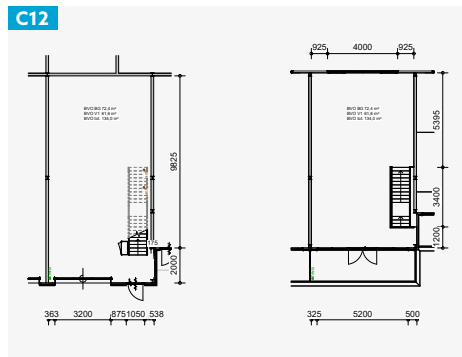 C12
925 4000 925
BVO BG 72,4 m²
BVO V1 61,6 m²
BVO tot. 134,0 m²
BVO BG 72,4 m²
BVO V1 61,6 m²
BVO tot. 134,0 m²
9825
5395
3400
175
1200
2000
363 3200 875 1050 538
325 5200 500